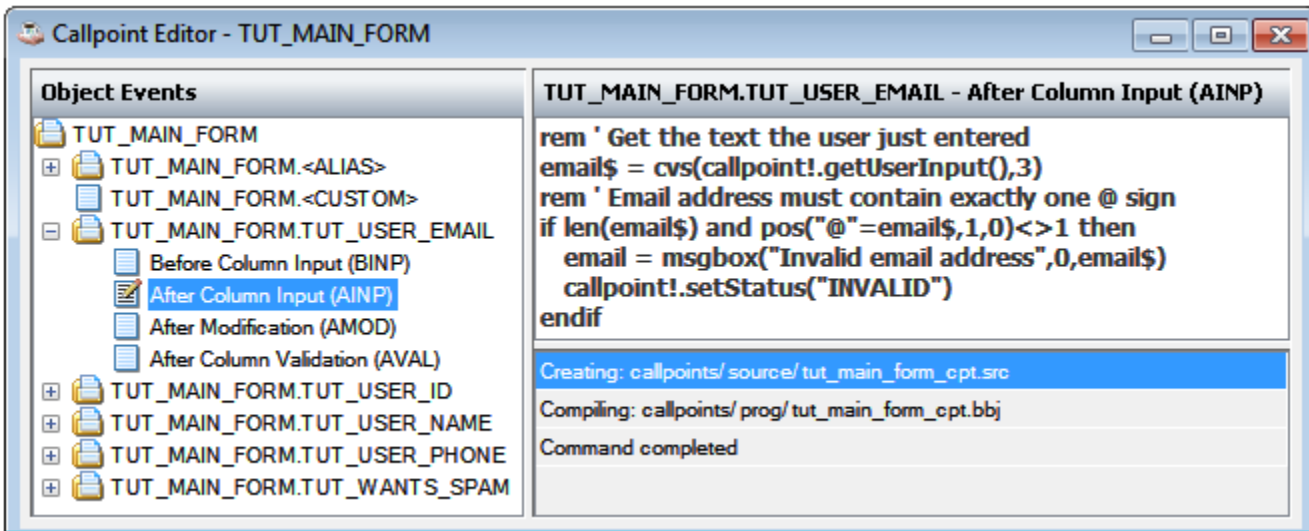 Callpoint Editor - TUT_MAIN_FORM
Object Events
TUT_MAIN_FORM
TUT_MAIN_FORM.<ALIAS>
TUT_MAIN_FORM.<CUSTOM>
TUT_MAIN_FORM.TUT_USER_EMAIL
Before Column Input (BINP)
After Column Input (AINP)
After Modification (AMOD)
After Column Validation (AVAL)
TUT_MAIN_FORM.TUT_USER_ID
TUT_MAIN_FORM.TUT_USER_NAME
TUT_MAIN_FORM.TUT_USER_PHONE
TUT_MAIN_FORM.TUT_WANTS_SPAM
TUT_MAIN_FORM.TUT_USER_EMAIL - After Column Input (AINP)
rem ' Get the text the user just entered
email$ = cvs(callpoint!.getUserInput(),3)
rem ' Email address must contain exactly one @ sign
if len(email$) and pos("@"=email$,1,0)<>1 then
email = msgbox("Invalid email address",0,email$)
callpoint!.setStatus("INVALID")
endif
Creating: callpoints/source/tut_main_form_cpt.src
Compiling: callpoints/prog/tut_main_form_cpt.bbj
Command completed